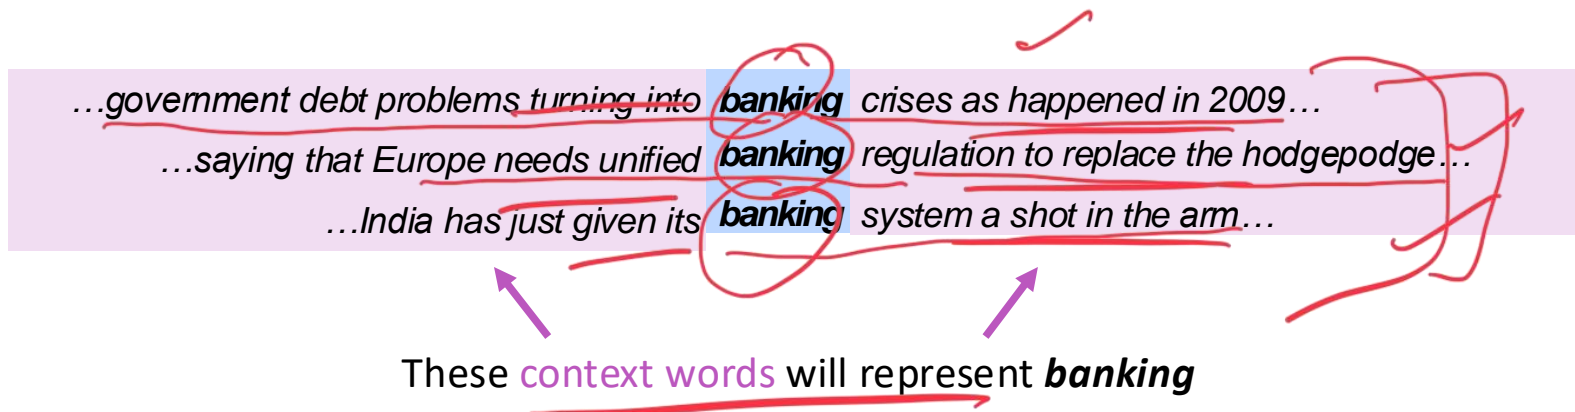 …government debt problems turning into banking crises as happened in 2009…
…saying that Europe needs unified banking regulation to replace the hodgepodge…
…India has just given its banking system a shot in the arm…
These context words will represent banking